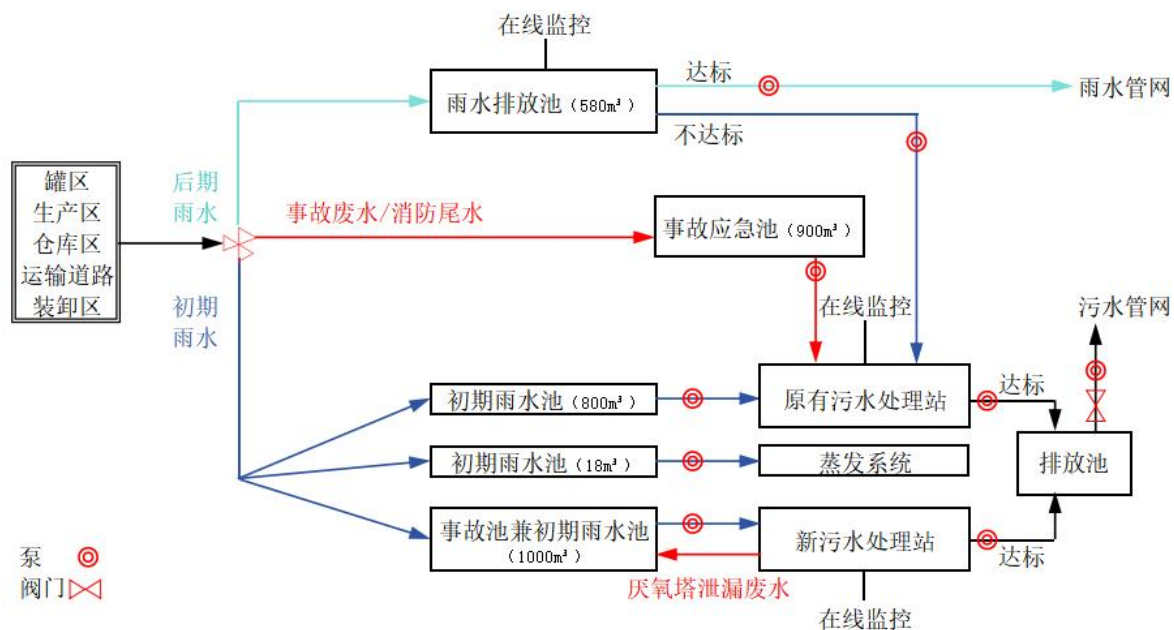 在线监控
达标
雨水排放池（580m³）
雨水管网
不达标
罐区
生产区
仓库区
运输道路
装卸区
后期
雨水
事故废水/消防尾水
事故应急池（900m³）
初期
雨水
在线监控
污水管网
初期雨水池（800m³）
原有污水处理站
达标
初期雨水池（18m³）
蒸发系统
排放池
事故池兼初期雨水池
（1000m³）
新污水处理站
达标
厌氧塔泄漏废水
在线监控
泵
阀门